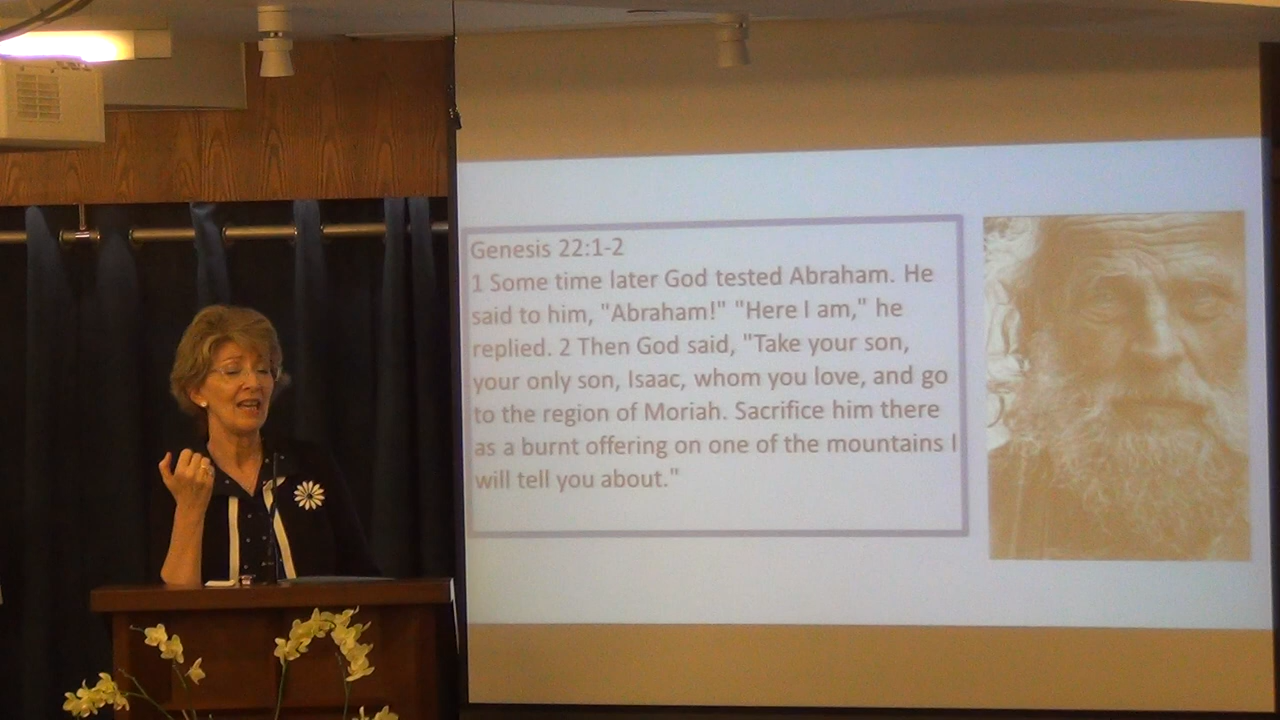 Genesis 22:1-2
1 Some time later God tested Abraham. He
said to him, "Abraham!" "Here I am," he
replied. 2 Then God said, "Take your son,
your only son, Isaac, whom you love, and go
to the region of Moriah. Sacrifice him there
as a burnt offering on one of the mountains I
will tell you about."